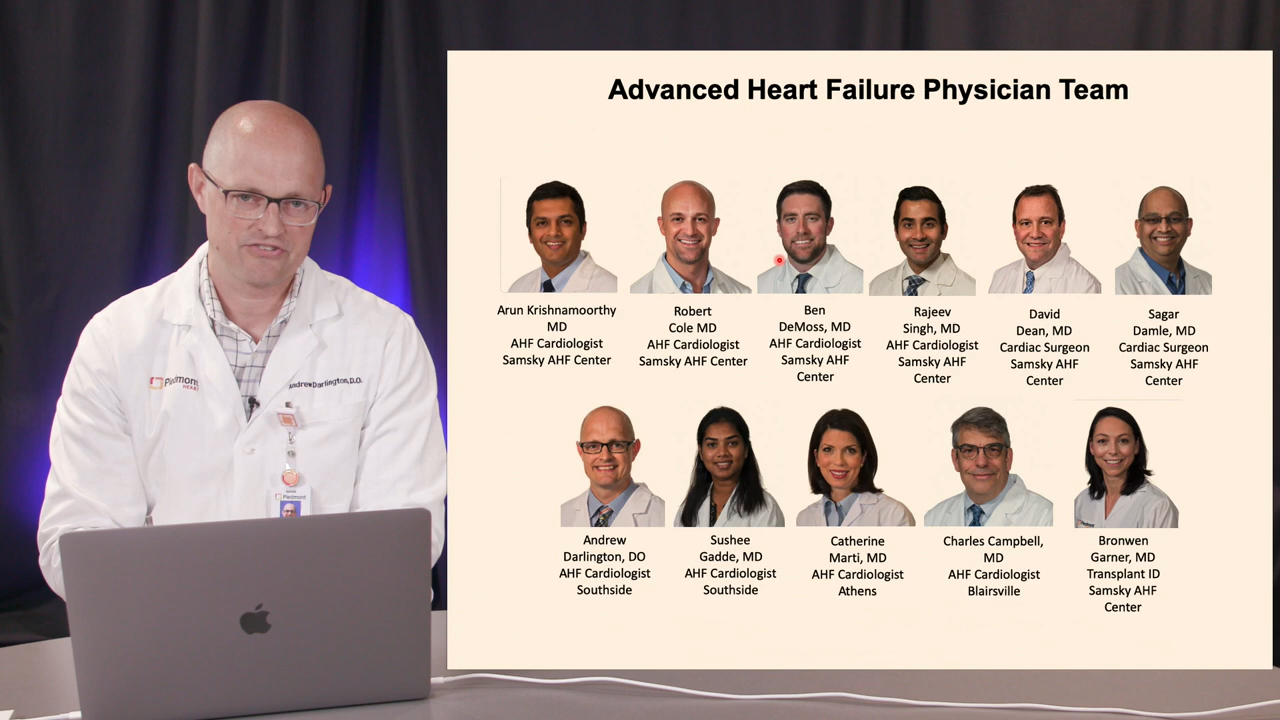 Advanced Heart Failure Physician Team
Arun Krishnamoorthy
MD
AHF Cardiologist
Samsky AHF Center
Robert
Cole MD
AHF Cardiologist
Samsky AHF Center
Ben
DeMoss, MD
AHF Cardiologist
Samsky AHF
Center
Rajeev
Singh, MD
AHF Cardiologist
Samsky AHF
Center
David
Dean, MD
Cardiac Surgeon
Samsky AHF
Center
Sagar
Damle, MD
Cardiac Surgeon
Samsky AHF
Center
Andrew
Darlington, DO
AHF Cardiologist
Southside
Sushee
Gadde, MD
AHF Cardiologist
Southside
Catherine
Marti, MD
AHF Cardiologist
Athens
Charles Campbell,
MD
AHF Cardiologist
Blairsville
Bronwen
Garner, MD
Transplant ID
Samsky AHF
Center
Piedmont
HEART
Andrew Darlington, D.O.
Piedmont